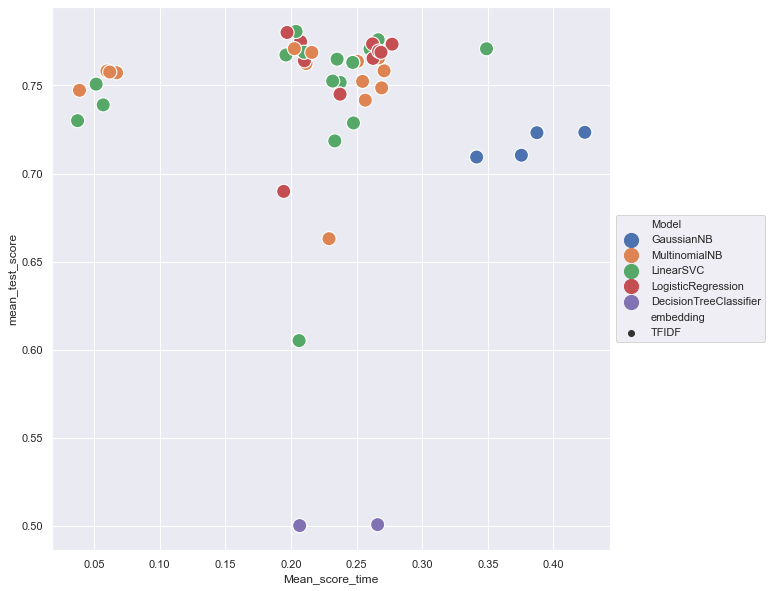 0.75
0.70
0.65
0.60
0.55
0.50
mean_test_score
0.05 0.10 0.15 0.20 0.25 0.30 0.35 0.40
Mean_score_time
Model
GaussianNB
MultinomialNB
LinearSVC
LogisticRegression
DecisionTreeClassifier
embedding
TFIDF